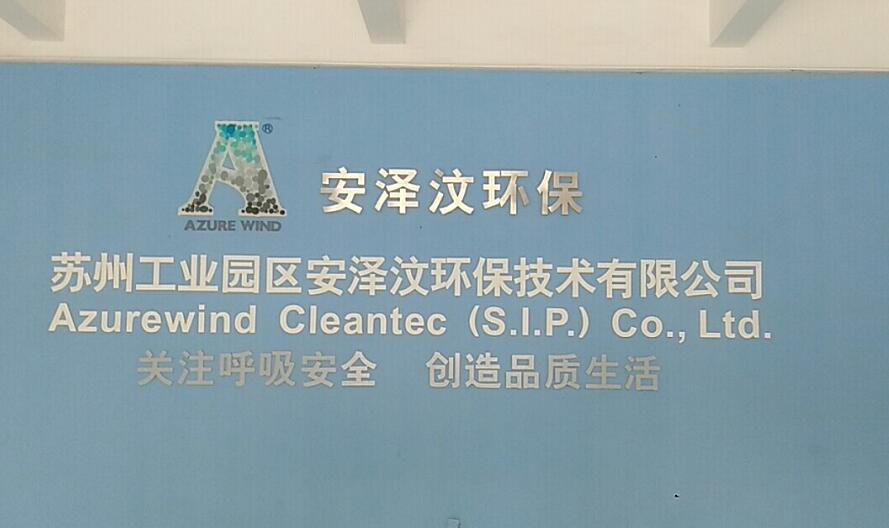 A®
AZURE WIND
安泽汶环保
苏州工业园区安泽汶环保技术有限公司
Azurewind Cleantec (S.I.P.) Co., Ltd.
关注呼吸安全 创造品质生活